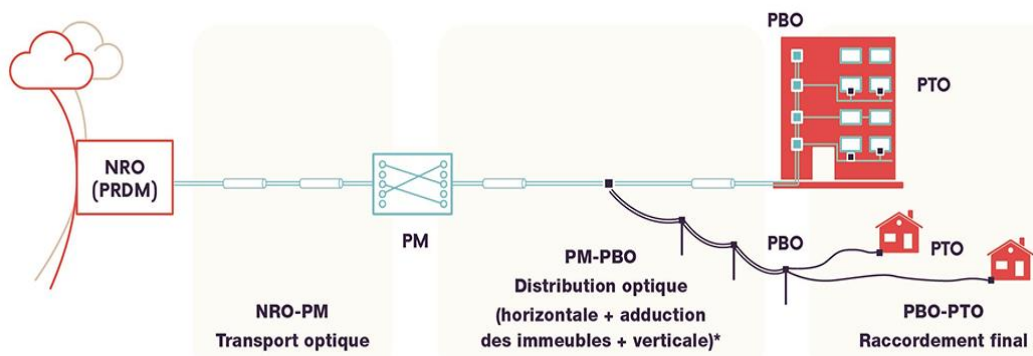 PBO
PTO
NRO
(PRDM)
PM
PBO
PTO
PM-PBO
Distribution optique
(horizontale + adduction
des immeubles + verticale)*
NRO-PM
Transport optique
PBO-PTO
Raccordement final